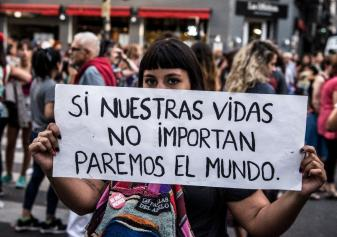 SI NUESTRAS VIDAS
NO IMPORTAN
PAREMOS EL MUNDO.